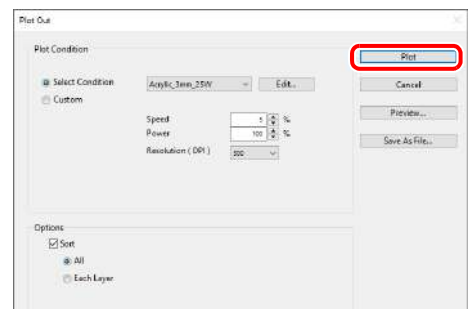 Plot Out
Plot Condition
Select Condition Acrylic_3mm_25W Edit...
Custom
Speed 5 %
Power 100 %
Resolution ( DPI ) 500
Plot
Cancel
Preview...
Save As File...
Options
Sort
All
Each Layer